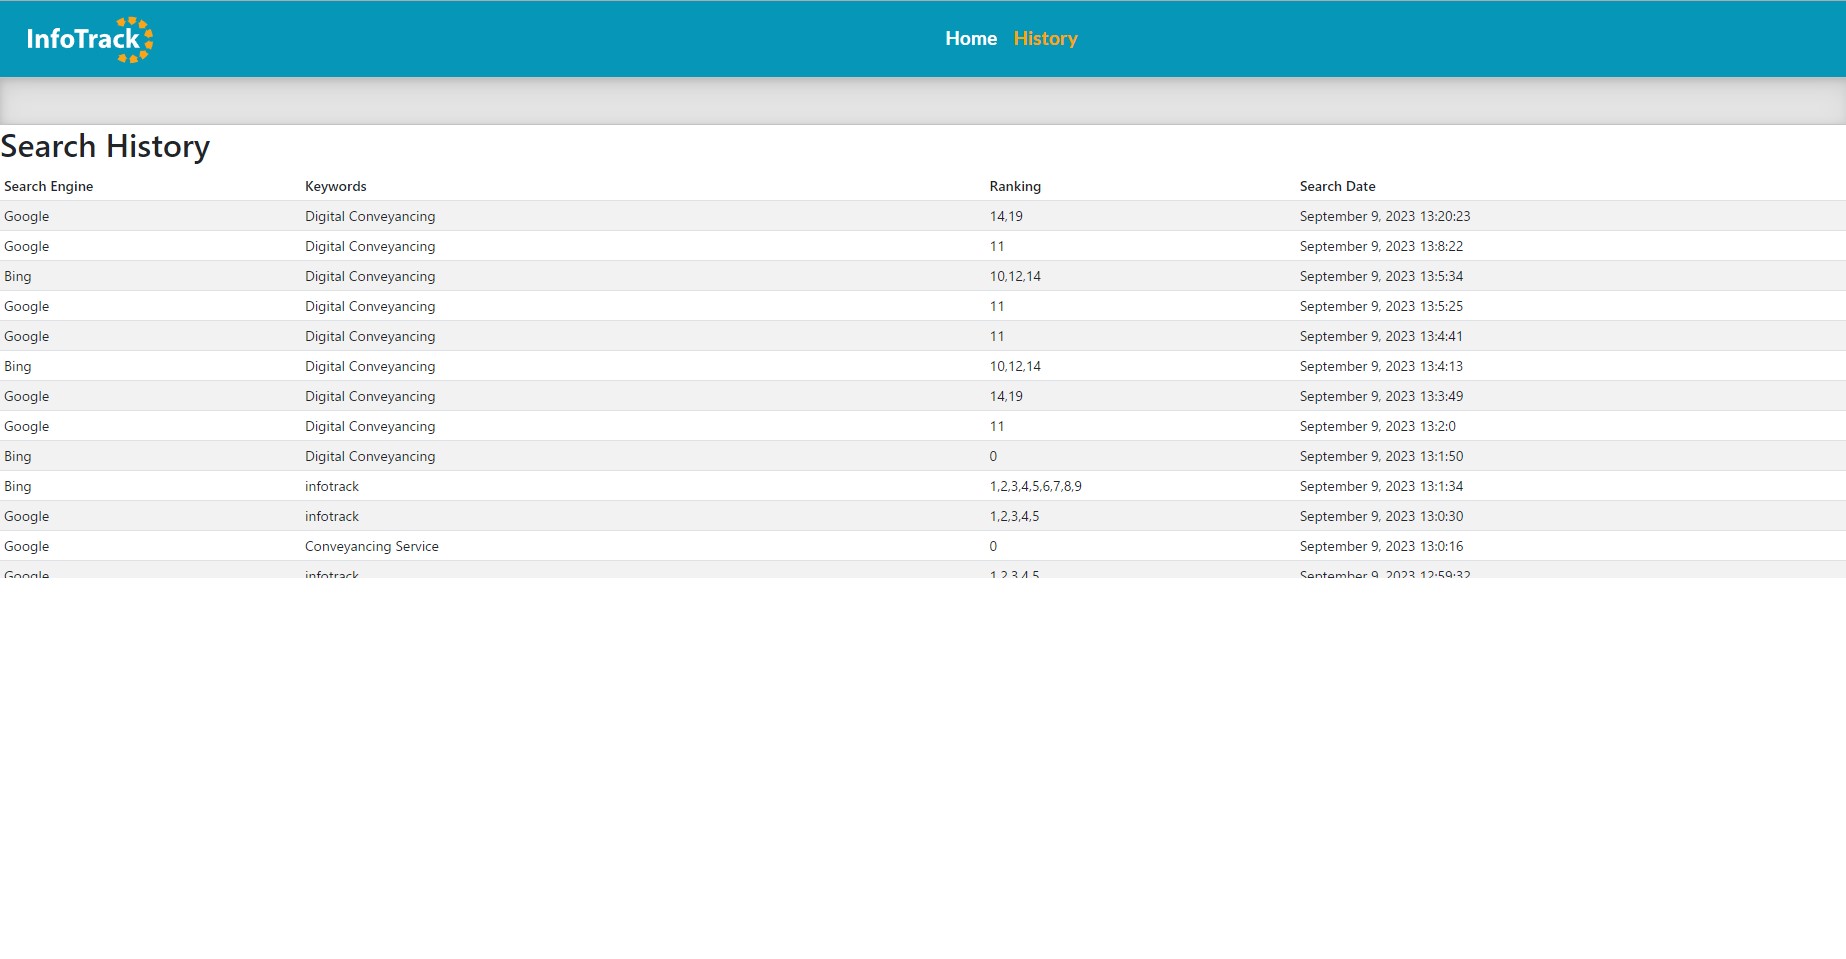 InfoTrack Home History
Search History
Search Engine Keywords Ranking Search Date
Google Digital Conveyancing 14,19 September 9, 2023 13:20:23
Google Digital Conveyancing 11 September 9, 2023 13:8:22
Bing Digital Conveyancing 10,12,14 September 9, 2023 13:5:34
Google Digital Conveyancing 11 September 9, 2023 13:5:25
Google Digital Conveyancing 11 September 9, 2023 13:4:41
Bing Digital Conveyancing 10,12,14 September 9, 2023 13:4:13
Google Digital Conveyancing 14,19 September 9, 2023 13:3:49
Google Digital Conveyancing 11 September 9, 2023 13:2:0
Bing Digital Conveyancing 0 September 9, 2023 13:1:50
Bing infotrack 1,2,3,4,5,6,7,8,9 September 9, 2023 13:1:34
Google infotrack 1,2,3,4,5 September 9, 2023 13:0:30
Google Conveyancing Service 0 September 9, 2023 13:0:16
Google infotrack 1,2,3,4,5 September 9, 2023 12:59:32